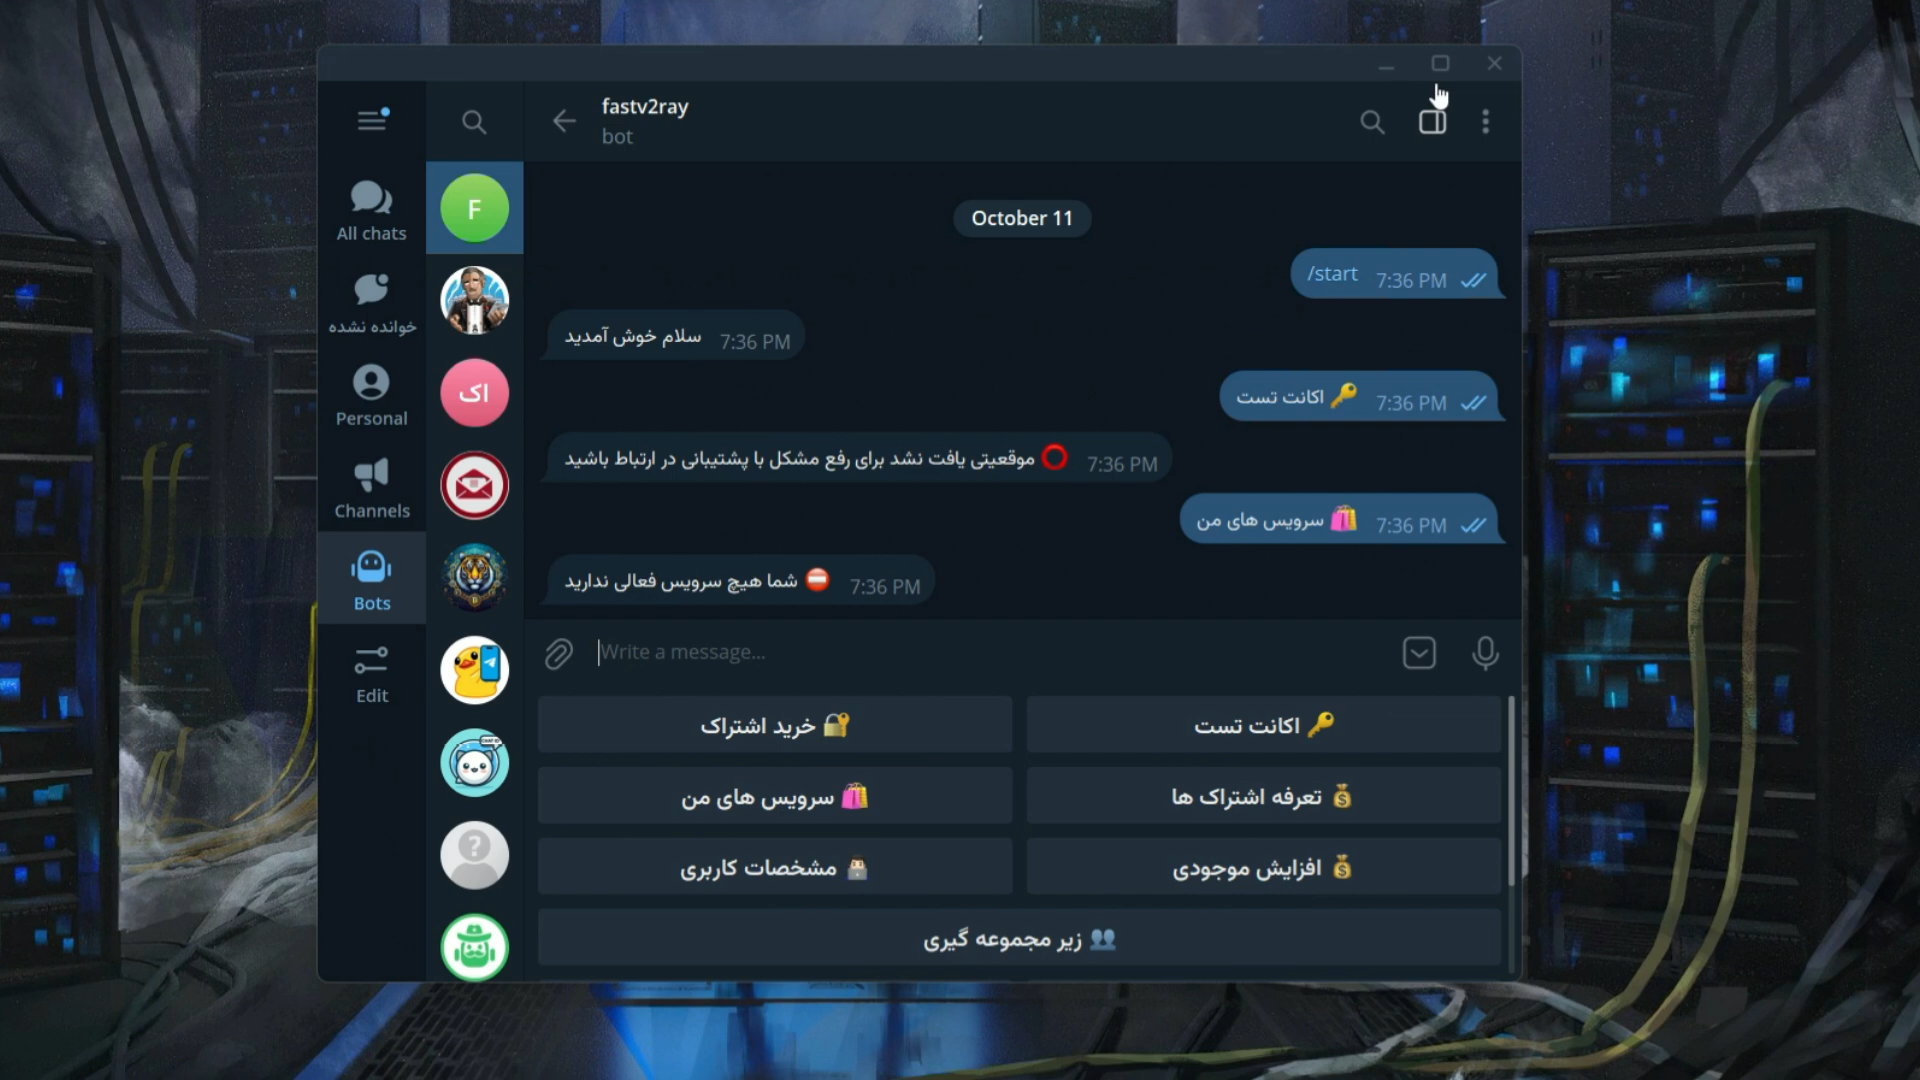 fastv2ray
bot
All chats
خوانده نشده
Personal
Channels
Bots
Edit
F
اک
?
October 11
/start 7:36 PM
سلام خوش آمدید 7:36 PM
🔑 اکانت تست 7:36 PM
⭕ موقعیتی یافت نشد برای رفع مشکل با پشتیبانی در ارتباط باشید 7:36 PM
🛍 سرویس های من 7:36 PM
⛔ شما هیچ سرویس فعالی ندارید 7:36 PM
Write a message...
🔐 خرید اشتراک
🔑 اکانت تست
🛍 سرویس های من
💰 تعرفه اشتراک ها
👨🏻‍💻 مشخصات کاربری
💰 افزایش موجودی
👥 زیر مجموعه گیری